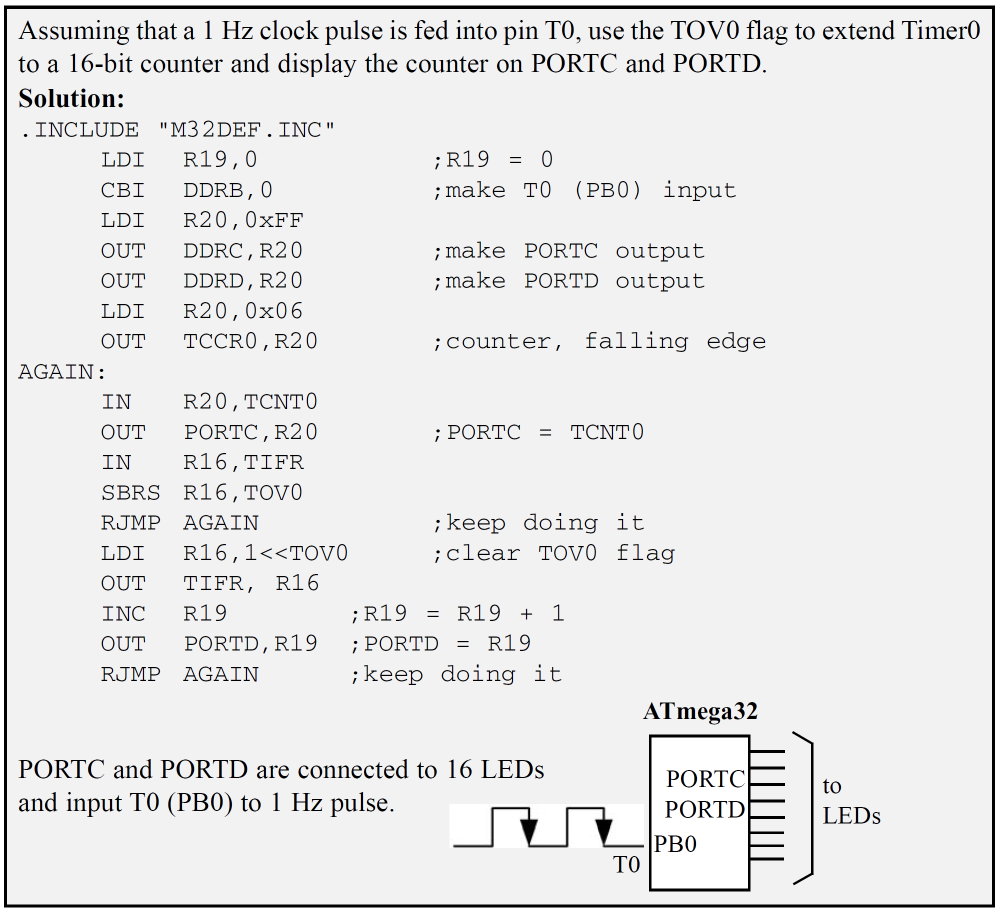 Assuming that a 1 Hz clock pulse is fed into pin T0, use the TOV0 flag to extend Timer0
to a 16-bit counter and display the counter on PORTC and PORTD.
Solution:
.INCLUDE "M32DEF.INC"
LDI R19,0 ;R19 = 0
CBI DDRB,0 ;make T0 (PB0) input
LDI R20,0xFF
OUT DDRC,R20 ;make PORTC output
OUT DDRD,R20 ;make PORTD output
LDI R20,0x06
OUT TCCR0,R20 ;counter, falling edge
AGAIN:
IN R20,TCNT0
OUT PORTC,R20 ;PORTC = TCNT0
IN R16,TIFR
SBRS R16,TOV0
RJMP AGAIN ;keep doing it
LDI R16,1<<TOV0 ;clear TOV0 flag
OUT TIFR, R16
INC R19 ;R19 = R19 + 1
OUT PORTD,R19 ;PORTD = R19
RJMP AGAIN ;keep doing it
PORTC and PORTD are connected to 16 LEDs
and input T0 (PB0) to 1 Hz pulse.
ATmega32
PORTC
PORTD
PB0
T0
to
LEDs